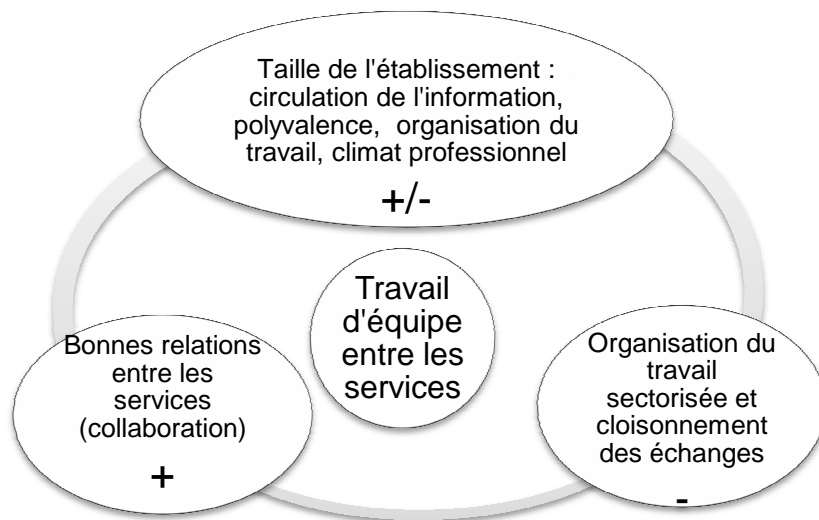 Taille de l'établissement :
circulation de l'information,
polyvalence, organisation du
travail, climat professionnel
+/-
Travail
d'équipe
entre les
services
Bonnes relations
entre les
services
(collaboration)
+
Organisation du
travail
sectorisée et
cloisonnement
des échanges
-